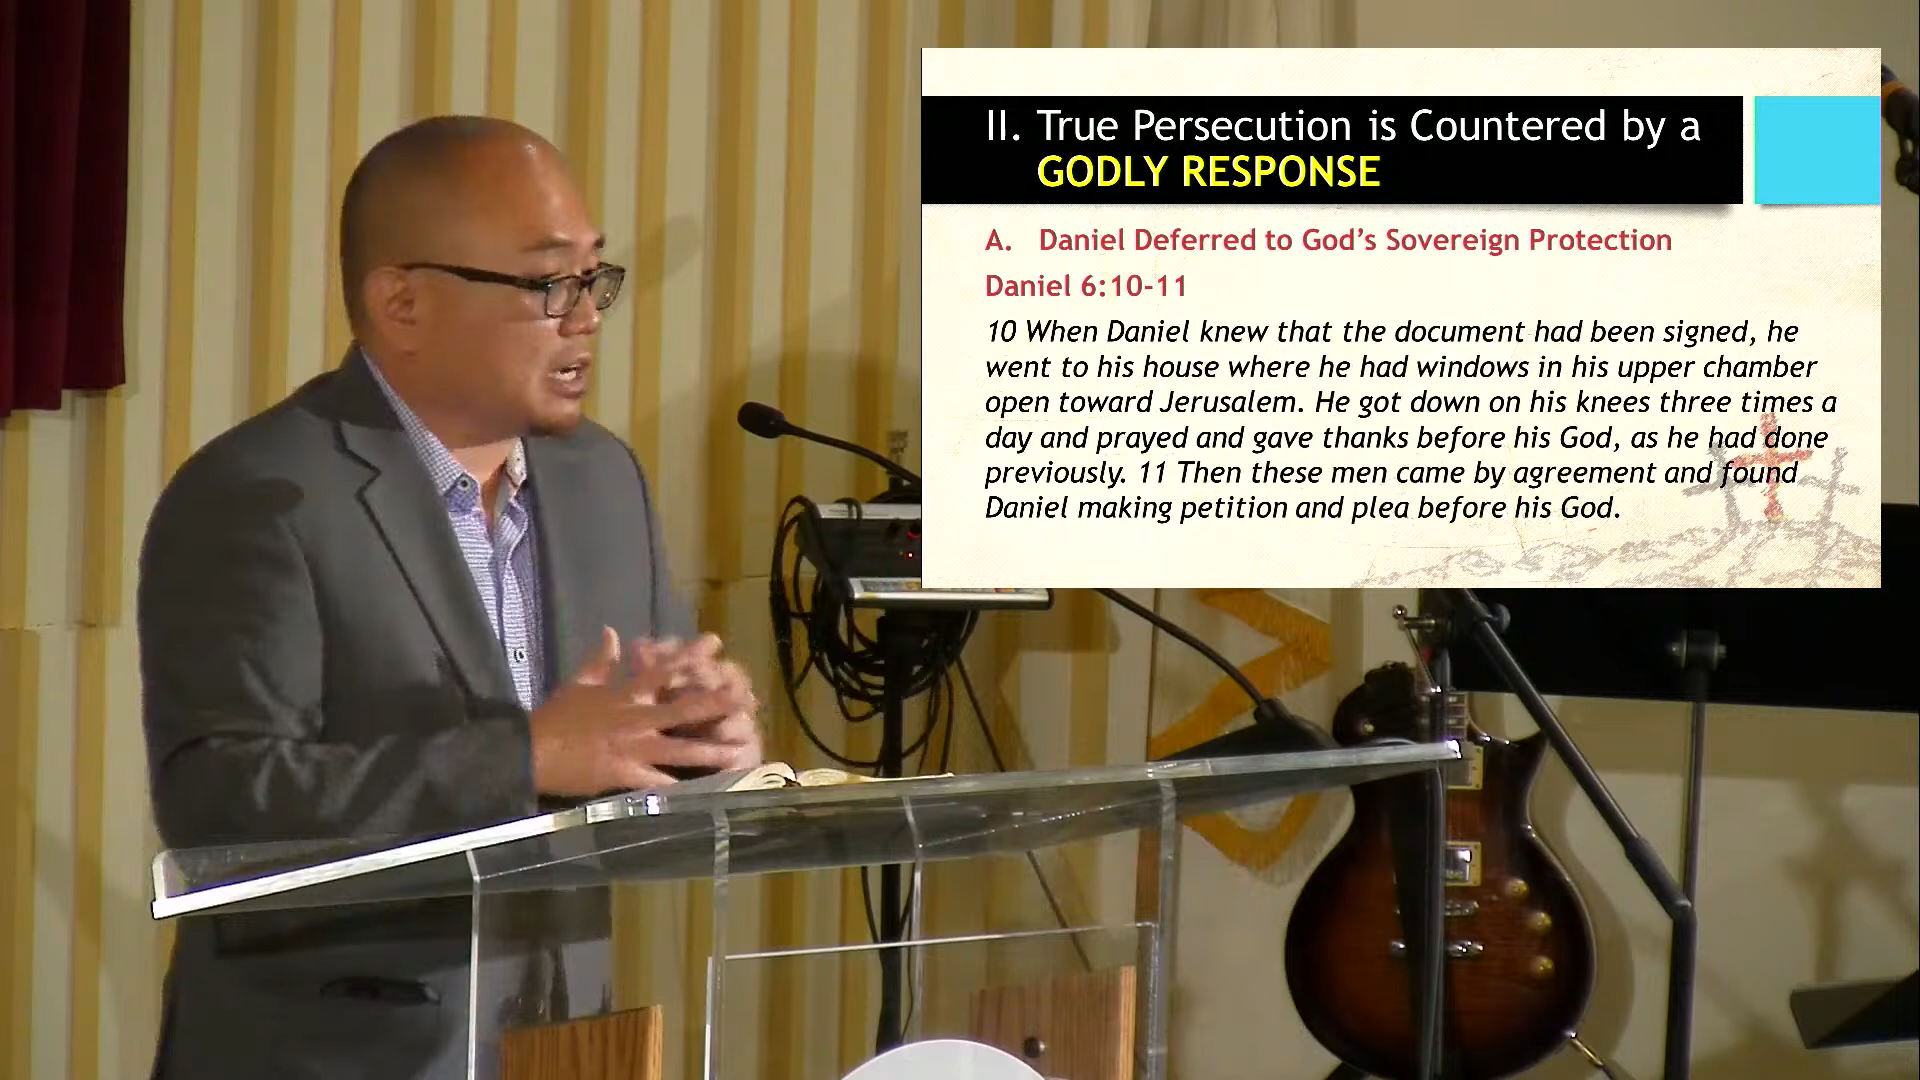 II. True Persecution is Countered by a
GODLY RESPONSE
A. Daniel Deferred to God’s Sovereign Protection
Daniel 6:10-11
10 When Daniel knew that the document had been signed, he
went to his house where he had windows in his upper chamber
open toward Jerusalem. He got down on his knees three times a
day and prayed and gave thanks before his God, as he had done
previously. 11 Then these men came by agreement and found
Daniel making petition and plea before his God.